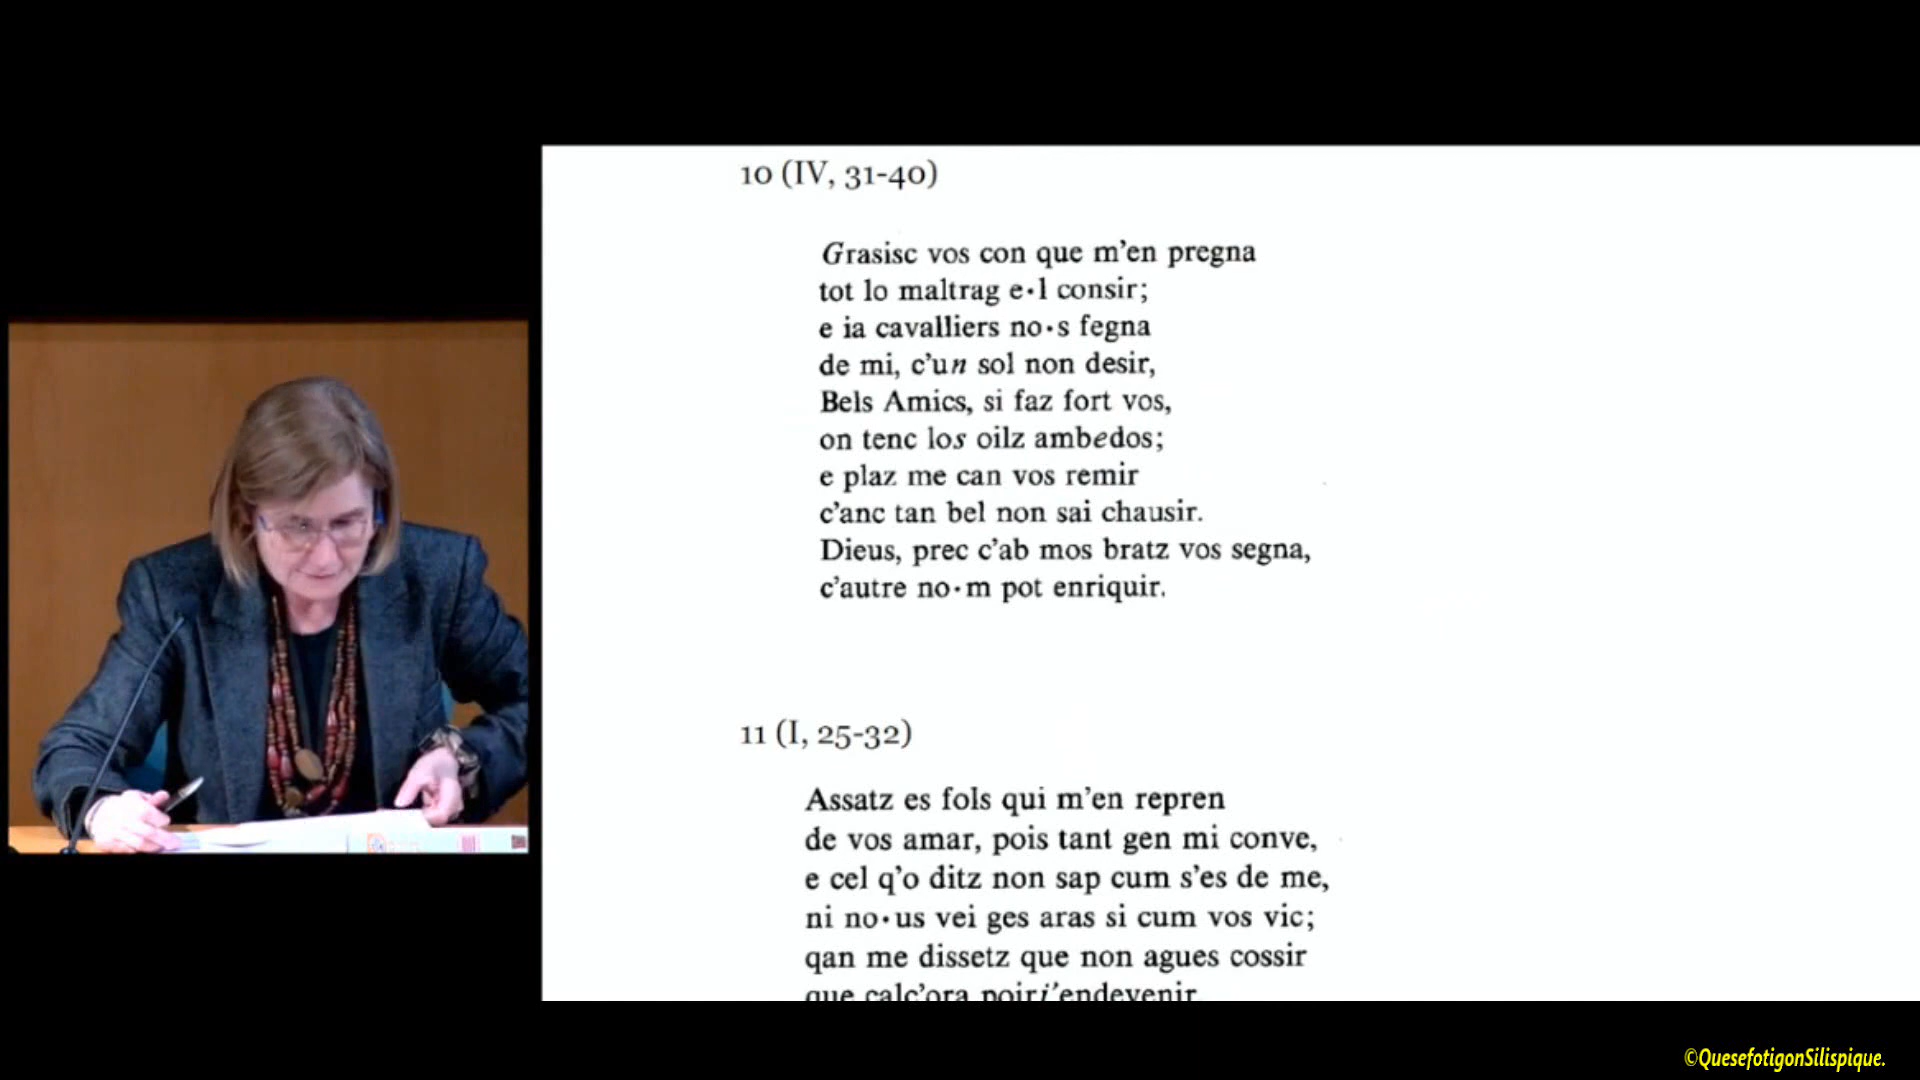 10 (IV, 31-40)
Grasisc vos con que m'en pregna
tot lo maltrag e·l consir;
e ia cavalliers no·s fegna
de mi, c'un sol non desir,
Bels Amics, si faz fort vos,
on tenc los oilz ambedos;
e plaz me can vos remir
c'anc tan bel non sai chausir.
Dieus, prec c'ab mos bratz vos segna,
c'autre no·m pot enriquir.
11 (I, 25-32)
Assatz es fols qui m'en repren
de vos amar, pois tant gen mi conve,
e cel q'o ditz non sap cum s'es de me,
ni no·us vei ges aras si cum vos vic;
qan me dissetz que non agues cossir
que calc'ora poiri'endevenir
©QuesefotigonSilispique.